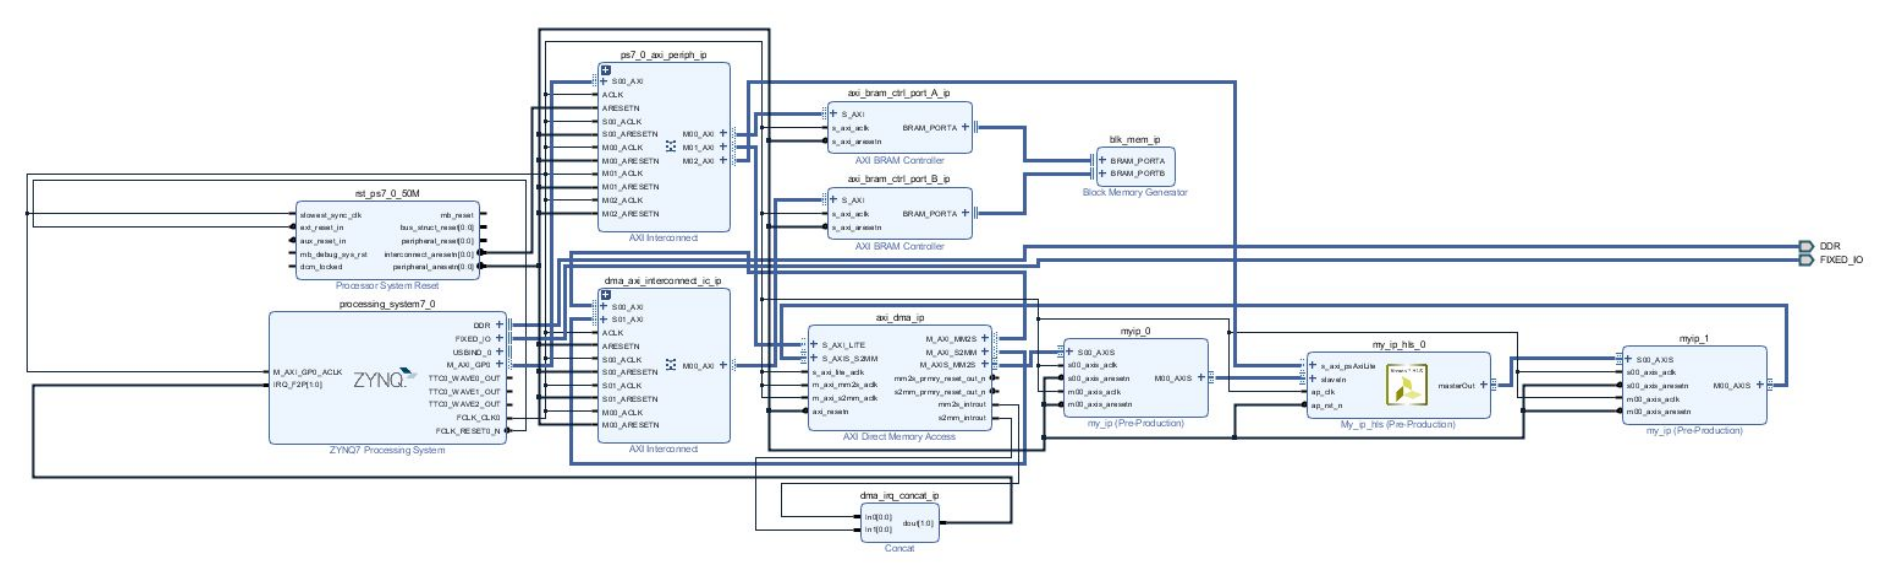 ps7_0_axi_periph_ip
S00_AXI
ACLK
ARESETN
S00_ACLK
S00_ARESETN
M00_ACLK
M00_ARESETN
M01_ACLK
M01_ARESETN
M02_ACLK
M02_ARESETN
M00_AXI
M01_AXI
M02_AXI
AXI Interconnect
axi_bram_ctrl_port_A_ip
S_AXI
s_axi_aclk
s_axi_aresetn
BRAM_PORTA
AXI BRAM Controller
blk_mem_ip
BRAM_PORTA
BRAM_PORTB
Block Memory Generator
axi_bram_ctrl_port_B_ip
S_AXI
s_axi_aclk
s_axi_aresetn
BRAM_PORTA
AXI BRAM Controller
rst_ps7_0_50M
slowest_sync_clk
ext_reset_in
aux_reset_in
mb_debug_sys_rst
dcm_locked
mb_reset
bus_struct_reset[0:0]
peripheral_reset[0:0]
interconnect_aresetn[0:0]
peripheral_aresetn[0:0]
Processor System Reset
DDR
FIXED_IO
processing_system7_0
M_AXI_GP0_ACLK
IRQ_F2P[1:0]
ZYNQ
DDR
FIXED_IO
USBIND_0
M_AXI_GP0
TTC0_WAVE0_OUT
TTC0_WAVE1_OUT
TTC0_WAVE2_OUT
FCLK_CLK0
FCLK_RESET0_N
ZYNQ7 Processing System
dma_axi_interconnect_ic_ip
S00_AXI
S01_AXI
ACLK
ARESETN
S00_ACLK
S00_ARESETN
S01_ACLK
S01_ARESETN
M00_ACLK
M00_ARESETN
M00_AXI
AXI Interconnect
axi_dma_ip
S_AXI_LITE
S_AXIS_S2MM
s_axi_lite_aclk
m_axi_mm2s_aclk
m_axi_s2mm_aclk
axi_resetn
M_AXI_MM2S
M_AXI_S2MM
M_AXIS_MM2S
mm2s_prmry_reset_out_n
s2mm_prmry_reset_out_n
mm2s_introut
s2mm_introut
AXI Direct Memory Access
myip_0
S00_AXIS
s00_axis_aclk
s00_axis_aresetn
m00_axis_aclk
m00_axis_aresetn
M00_AXIS
my_ip (Pre-Production)
my_ip_hls_0
s_axi_psAxiLite
slaveIn
ap_clk
ap_rst_n
masterOut
My_ip_hls (Pre-Production)
myip_1
S00_AXIS
s00_axis_aclk
s00_axis_aresetn
m00_axis_aclk
m00_axis_aresetn
M00_AXIS
my_ip (Pre-Production)
dma_irq_concat_ip
In0[0:0]
In1[0:0]
dout[1:0]
Concat